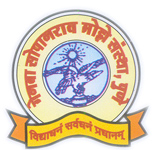 गेनबा सोपानराव मोझे संस्था, पुणे
विद्याधनं सर्वधनं प्रधानम्